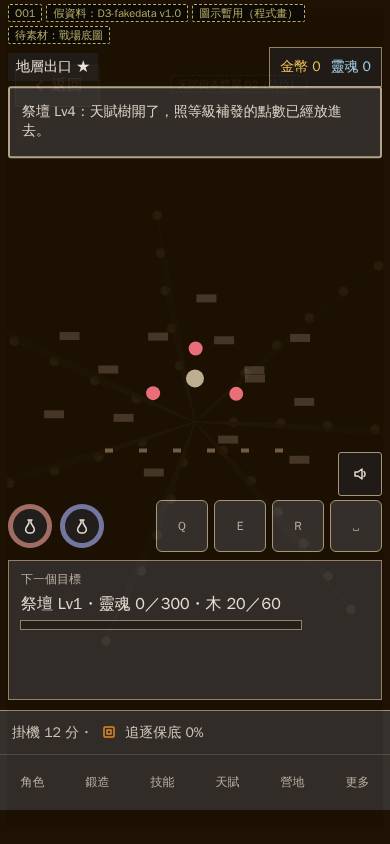 001 假資料：D3-fakedata v1.0 圖示暫用（程式畫）
待素材：戰場底圖
地層出口 ★
金幣 0 靈魂 0
祭壇 Lv4：天賦樹開了，照等級補發的點數已經放進去。
Q E R ␣
下一個目標
祭壇 Lv1・靈魂 0／300・木 20／60
掛機 12 分・ 追逐保底 0%
角色 鍛造 技能 天賦 營地 更多